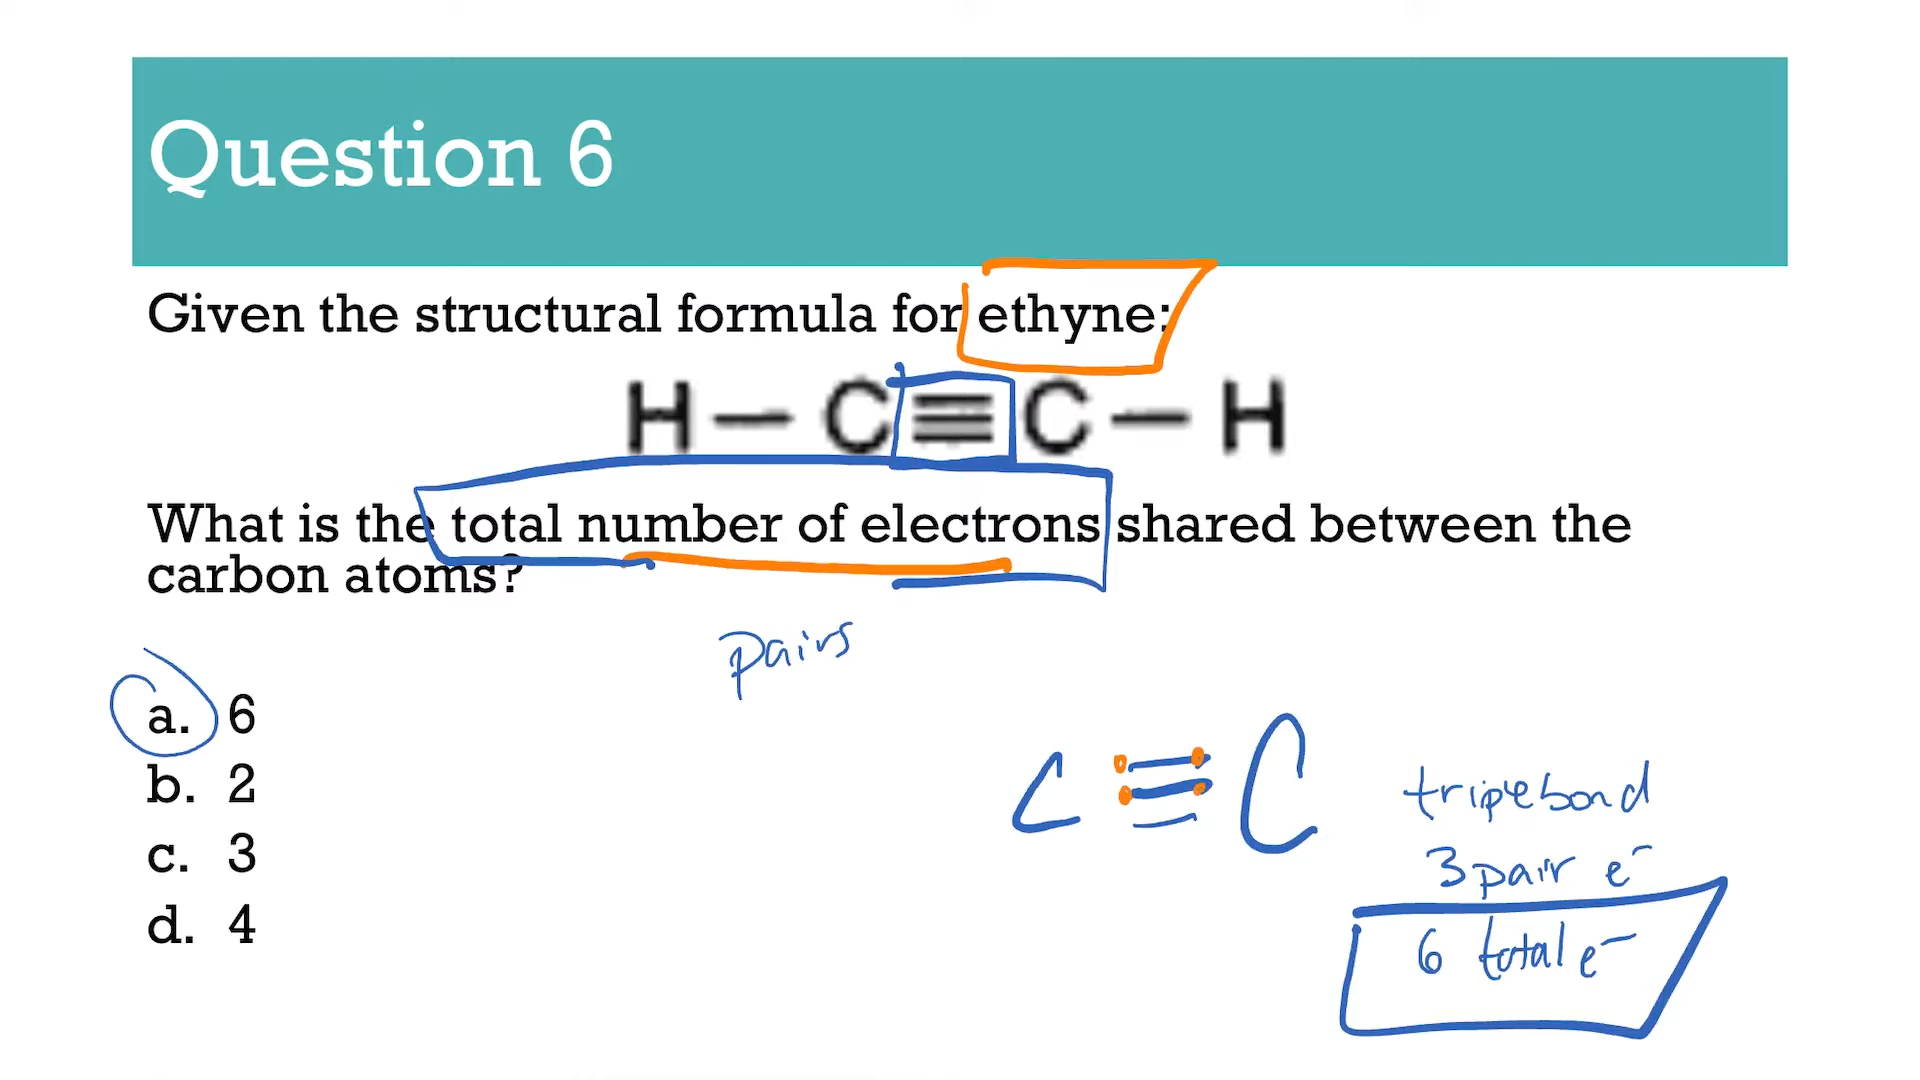 Question 6
Given the structural formula for ethyne:
H — C ≡ C — H
What is the total number of electrons shared between the
carbon atoms?
pairs
a. 6
b. 2
c. 3
d. 4
C ≡ C
triple bond
3 pair e⁻
6 total e⁻